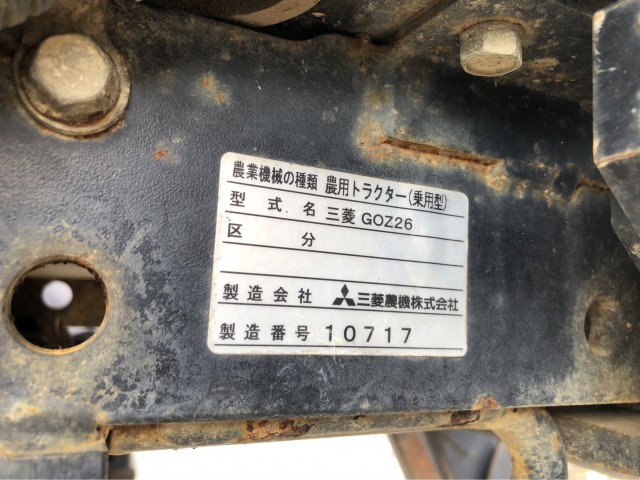 農業機械の種類 農用トラクター(乗用型)
型式名 三菱 GOZ26
区分
製造会社 三菱農機株式会社
製造番号 10717